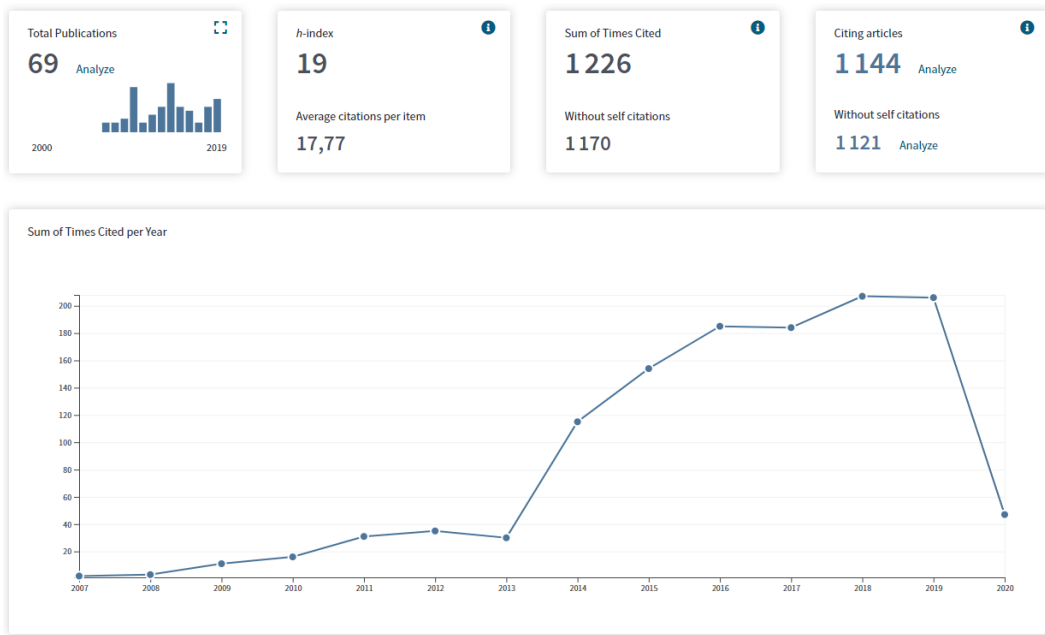 Total Publications
69 Analyze
2000 2019
h-index
19
Average citations per item
17,77
Sum of Times Cited
1 226
Without self citations
1 170
Citing articles
1 144 Analyze
Without self citations
1 121 Analyze
Sum of Times Cited per Year
200
180
160
140
120
100
80
60
40
20
2007 2008 2009 2010 2011 2012 2013 2014 2015 2016 2017 2018 2019 2020